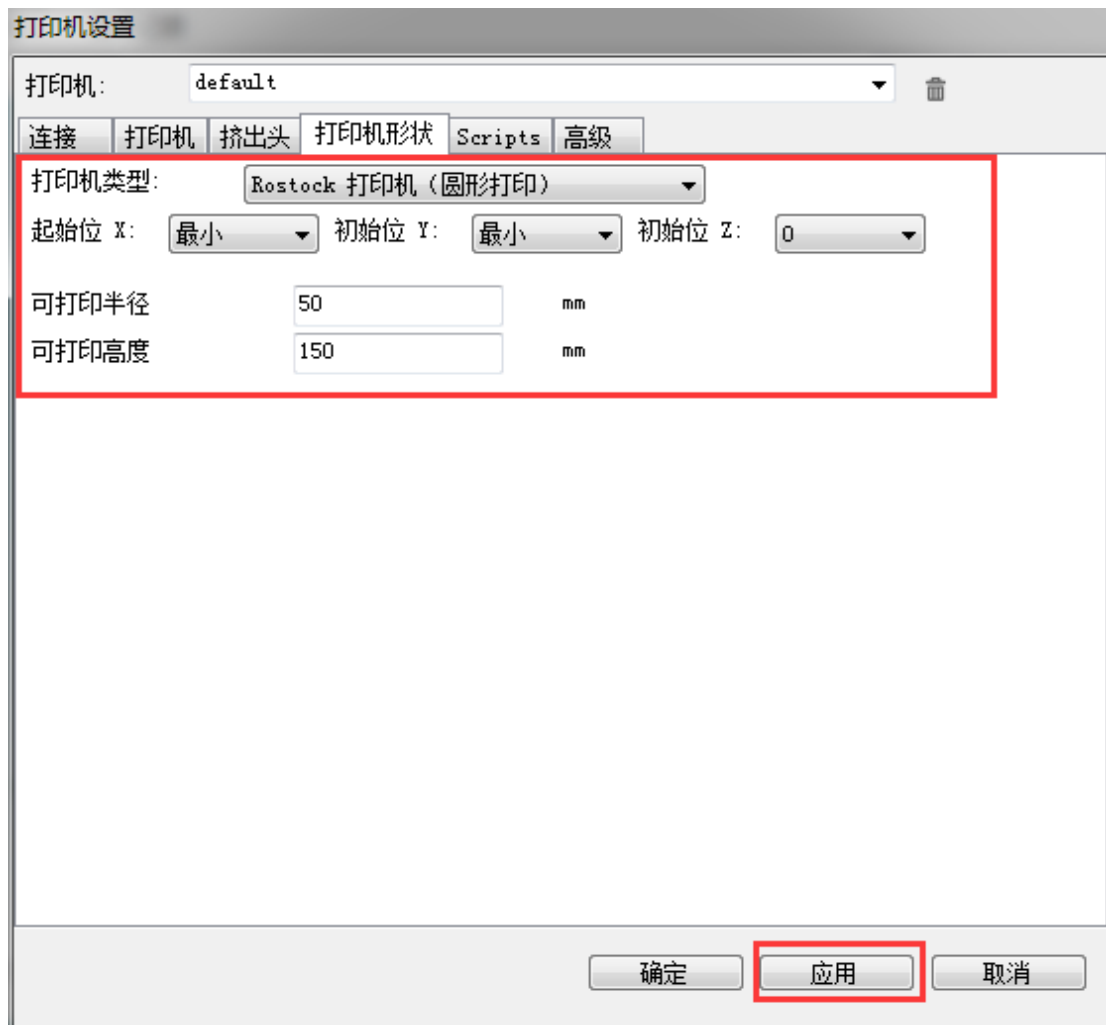 打印机设置
打印机: default
连接 打印机 挤出头 打印机形状 Scripts 高级
打印机类型: Rostock 打印机（圆形打印）
起始位 X: 最小 初始位 Y: 最小 初始位 Z: 0
可打印半径 50 mm
可打印高度 150 mm
确定 应用 取消